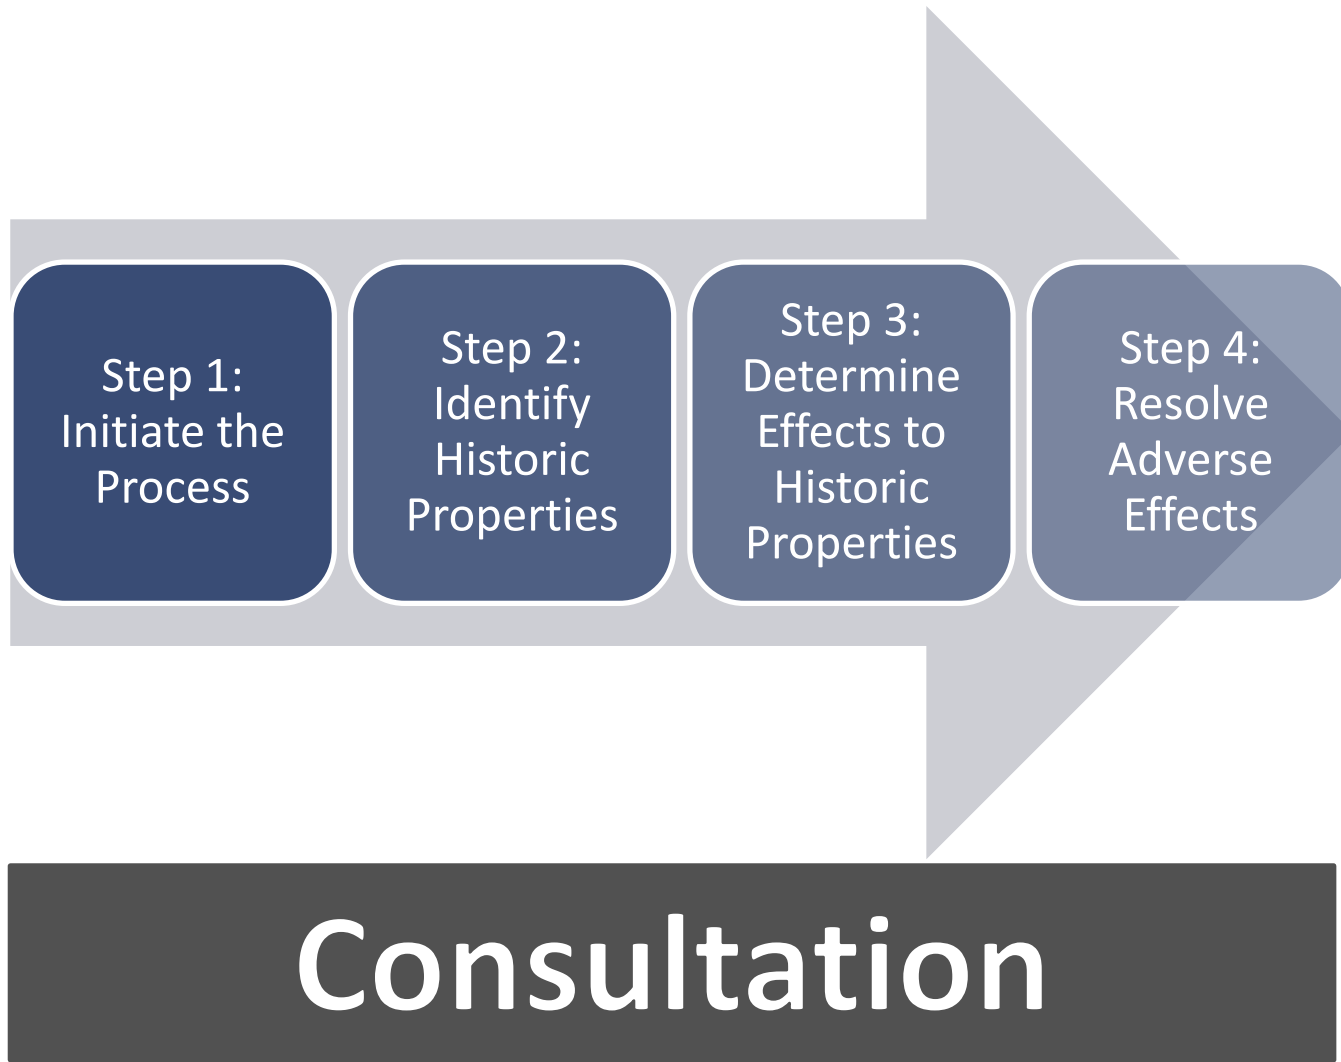 Step 1:
Initiate the
Process
Step 2:
Identify
Historic
Properties
Step 3:
Determine
Effects to
Historic
Properties
Step 4:
Resolve
Adverse
Effects
Consultation